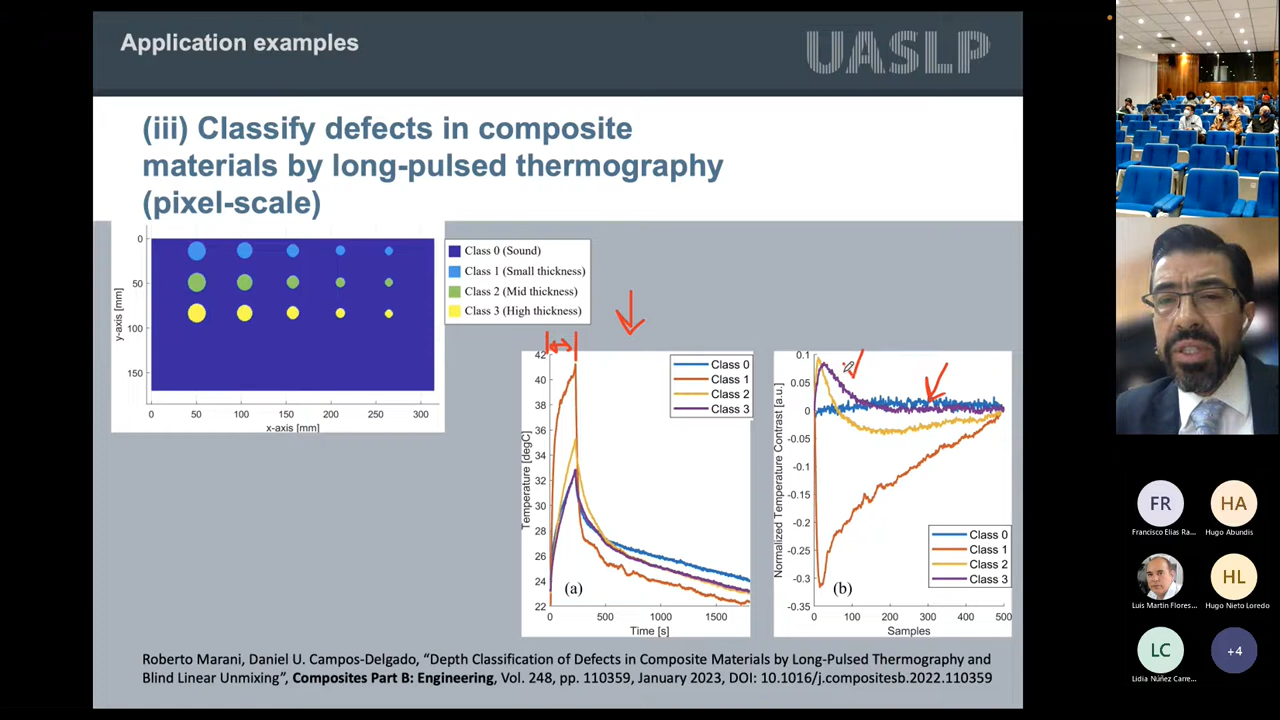 Application examples
UASLP
(iii) Classify defects in composite
materials by long-pulsed thermography
(pixel-scale)
0
50
100
150
y-axis [mm]
0 50 100 150 200 250 300
x-axis [mm]
Class 0 (Sound)
Class 1 (Small thickness)
Class 2 (Mid thickness)
Class 3 (High thickness)
42
40
38
36
34
32
30
28
26
24
22
Temperature [degC]
Class 0
Class 1
Class 2
Class 3
(a)
0 500 1000 1500
Time [s]
0.1
0.05
0
-0.05
-0.1
-0.15
-0.2
-0.25
-0.3
-0.35
Normalized Temperature Contrast [a.u.]
Class 0
Class 1
Class 2
Class 3
(b)
0 100 200 300 400 500
Samples
Roberto Marani, Daniel U. Campos-Delgado, “Depth Classification of Defects in Composite Materials by Long-Pulsed Thermography and
Blind Linear Unmixing”, Composites Part B: Engineering, Vol. 248, pp. 110359, January 2023, DOI: 10.1016/j.compositesb.2022.110359
FR
Francisco Elias Ra...
HA
Hugo Abundis
Luis Martin Flores...
HL
Hugo Nieto Loredo
LC
Lidia Núñez Carre...
+4